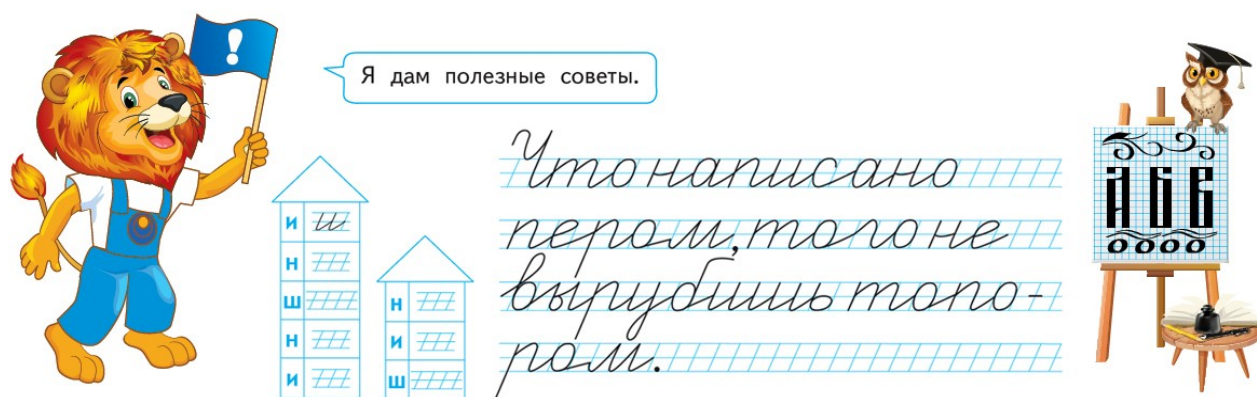 !
Я дам полезные советы.
Что написано
пером, того не
вырубишь топо-
ром.
и и
н
ш
н
и
н
и
ш
А Б В